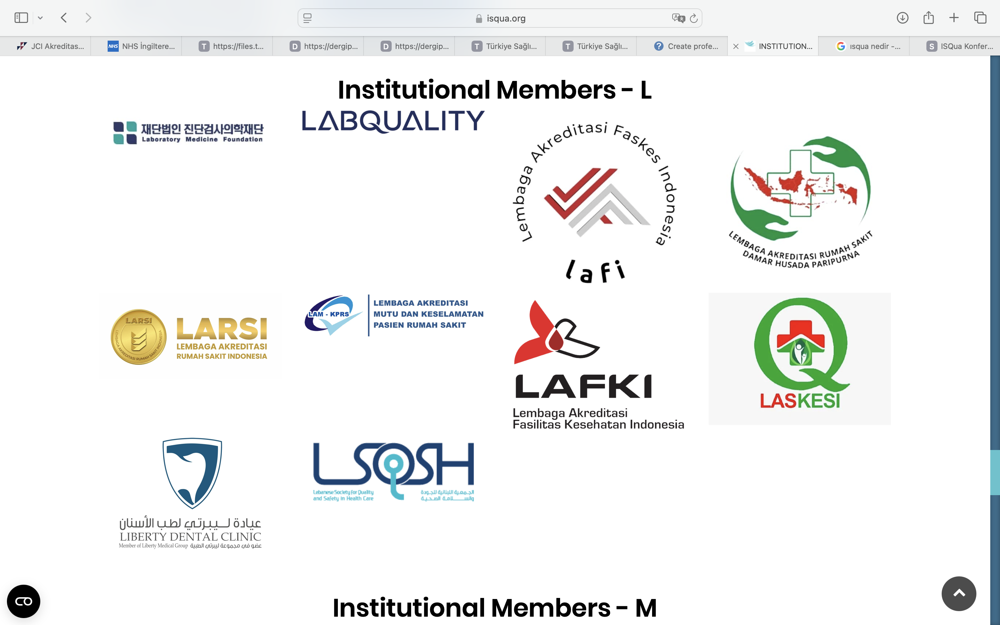 isqua.org
JCI Akreditas...
NHS
NHS İngiltere...
T
https://files.t...
D
https://dergip...
D
https://dergip...
T
Türkiye Sağlı...
T
Türkiye Sağlı...
?
Create profe...
INSTITUTION...
ısqua nedir -...
S
ISQua Konfer...
Institutional Members – L
재단법인 진단검사의학재단
Laboratory Medicine Foundation
LABQUALITY
Lembaga Akreditasi Faskes Indonesia
lafi
LEMBAGA AKREDITASI RUMAH SAKIT
DAMAR HUSADA PARIPURNA
LARSI
LEMBAGA AKREDITASI RUMAH SAKIT INDONESIA
LARSI
LEMBAGA AKREDITASI
RUMAH SAKIT INDONESIA
LAM - KPRS
LEMBAGA AKREDITASI
MUTU DAN KESELAMATAN
PASIEN RUMAH SAKIT
LAFKI
Lembaga Akreditasi
Fasilitas Kesehatan Indonesia
LASKESI
عيادة ليبرتي لطب الأسنان
LIBERTY DENTAL CLINIC
Member of Liberty Medical Group عضو في مجموعة ليبرتي الطبية
LSQSH
Lebanese Society for Quality
and Safety in Health Care
الجمعية اللبنانية للجودة
والسلامة الصحية
Institutional Members – M